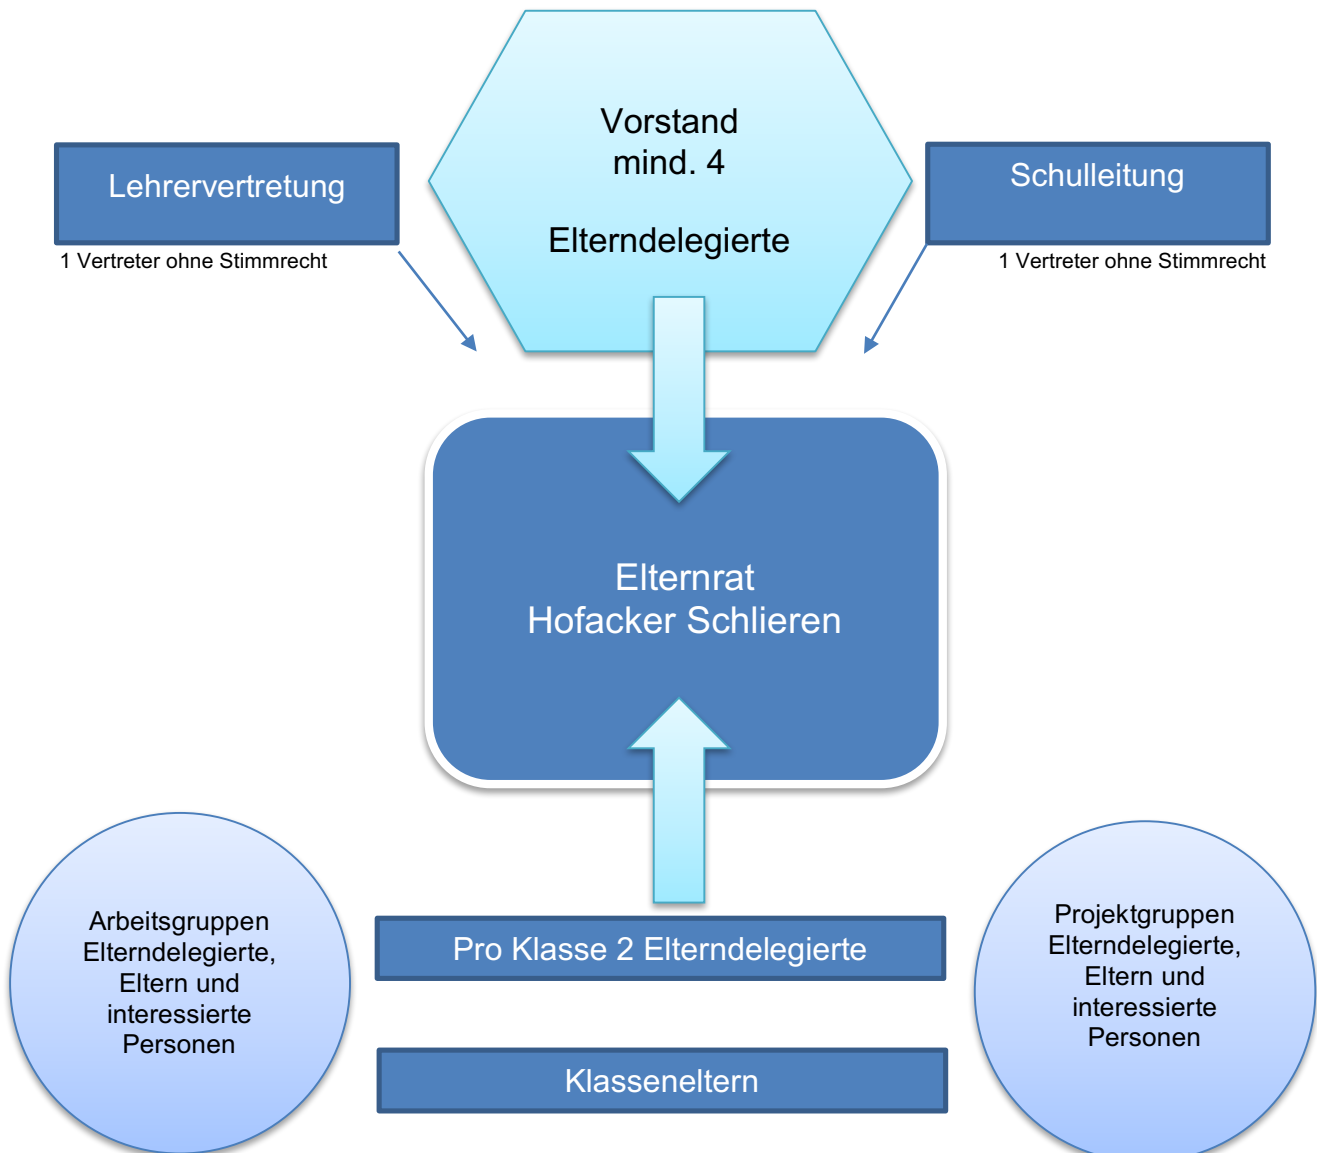 Vorstand
mind. 4
Elterndelegierte
Lehrervertretung
1 Vertreter ohne Stimmrecht
Schulleitung
1 Vertreter ohne Stimmrecht
Elternrat
Hofacker Schlieren
Arbeitsgruppen
Elterndelegierte,
Eltern und
interessierte
Personen
Pro Klasse 2 Elterndelegierte
Klasseneltern
Projektgruppen
Elterndelegierte,
Eltern und
interessierte
Personen